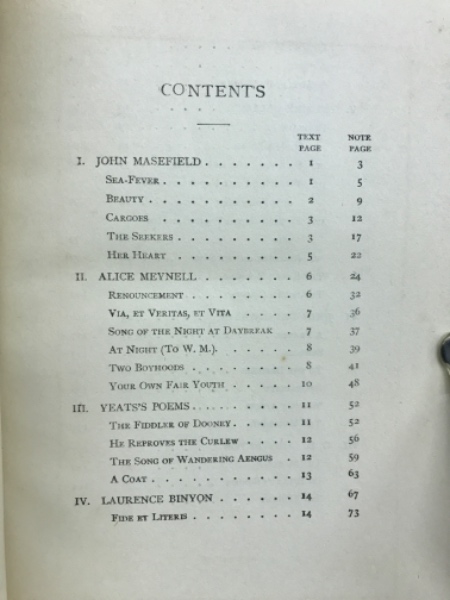 CONTENTS
TEXT PAGE NOTE PAGE
I. JOHN MASEFIELD . . . . . . . 1 3
SEA-FEVER . . . . . . . . . . 1 5
BEAUTY . . . . . . . . . . . 2 9
CARGOES . . . . . . . . . . 3 12
THE SEEKERS . . . . . . . . . 3 17
HER HEART . . . . . . . . . 5 22
II. ALICE MEYNELL . . . . . . . 6 24
RENOUNCEMENT . . . . . . . . 6 32
VIA, ET VERITAS, ET VITA . . . . 7 36
SONG OF THE NIGHT AT DAYBREAK . 7 37
AT NIGHT (TO W. M.). . . . . . 8 39
TWO BOYHOODS . . . . . . . 8 41
YOUR OWN FAIR YOUTH . . . . . 10 48
III. YEATS'S POEMS . . . . . . . . 11 52
THE FIDDLER OF DOONEY. . . . . 11 52
HE REPROVES THE CURLEW . . . . 12 56
THE SONG OF WANDERING AENGUS . 12 59
A COAT . . . . . . . . . . . 13 63
IV. LAURENCE BINYON . . . . . . 14 67
FIDE ET LITERIS . . . . . . . . 14 73